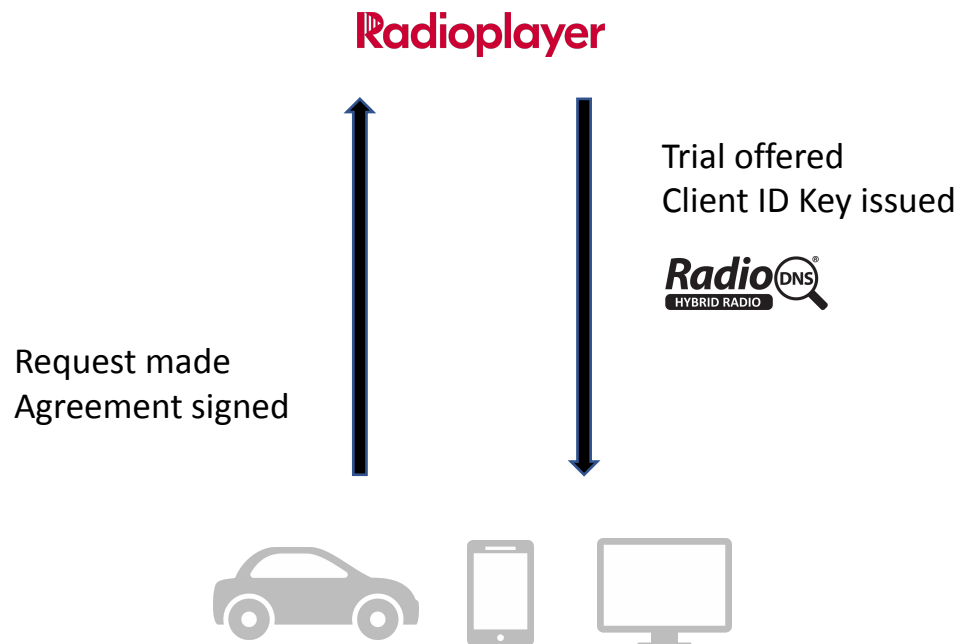 Radioplayer
Trial offered
Client ID Key issued
Radio DNS®
HYBRID RADIO
Request made
Agreement signed